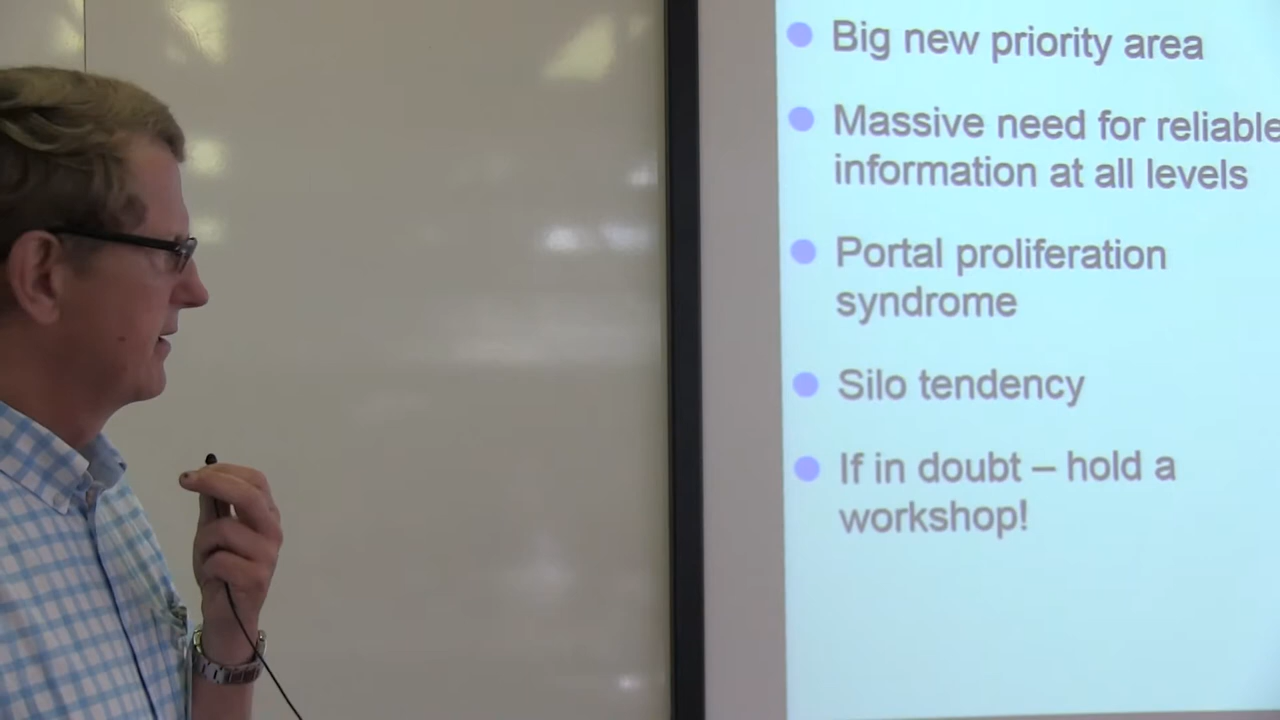 Big new priority area
Massive need for reliable
information at all levels
Portal proliferation
syndrome
Silo tendency
If in doubt – hold a
workshop!